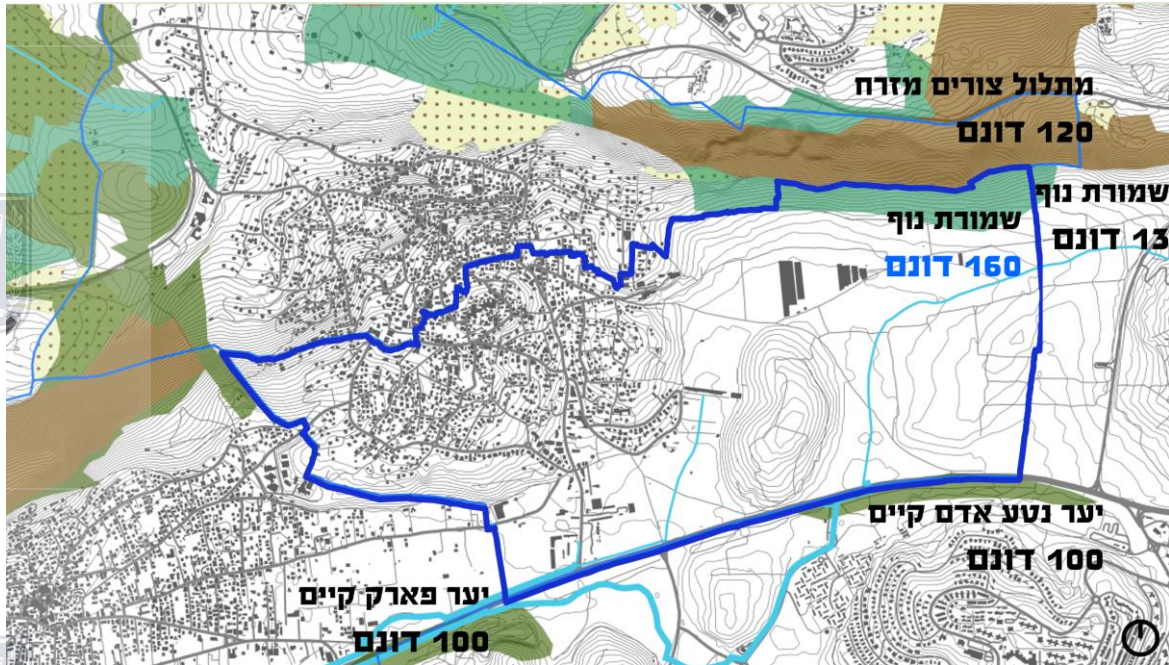 מתלול צורים מזרח
120 דונם
שמורת נוף
13 דונם
שמורת נוף
160 דונם
יער נטע אדם קיים
100 דונם
יער פארק קיים
100 דונם